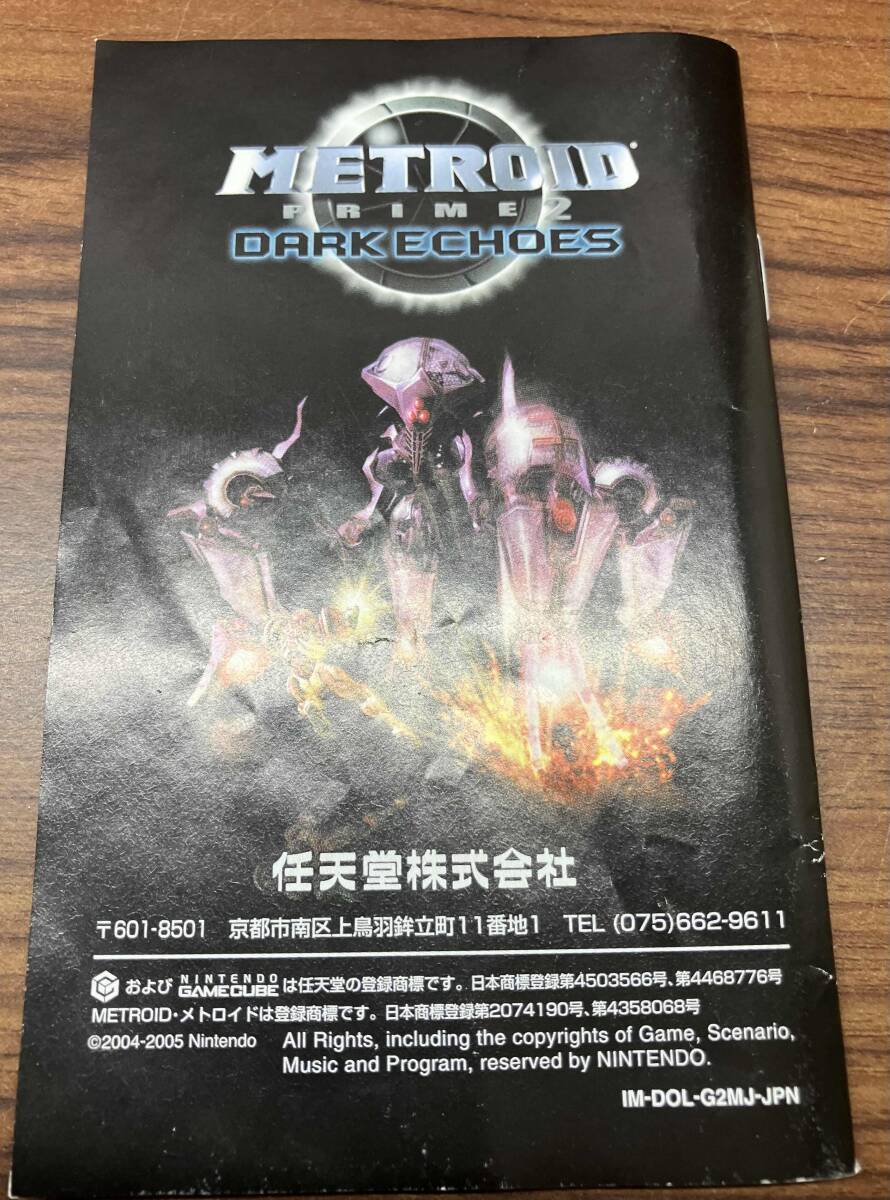 METROID
PRIME 2
DARK ECHOES
任天堂株式会社
〒601-8501 京都市南区上鳥羽鉾立町11番地1 TEL (075)662-9611
および NINTENDO GAMECUBE は任天堂の登録商標です。日本商標登録第4503566号、第4468776号
METROID・メトロイドは登録商標です。日本商標登録第2074190号、第4358068号
©2004-2005 Nintendo All Rights, including the copyrights of Game, Scenario,
Music and Program, reserved by NINTENDO.
IM-DOL-G2MJ-JPN